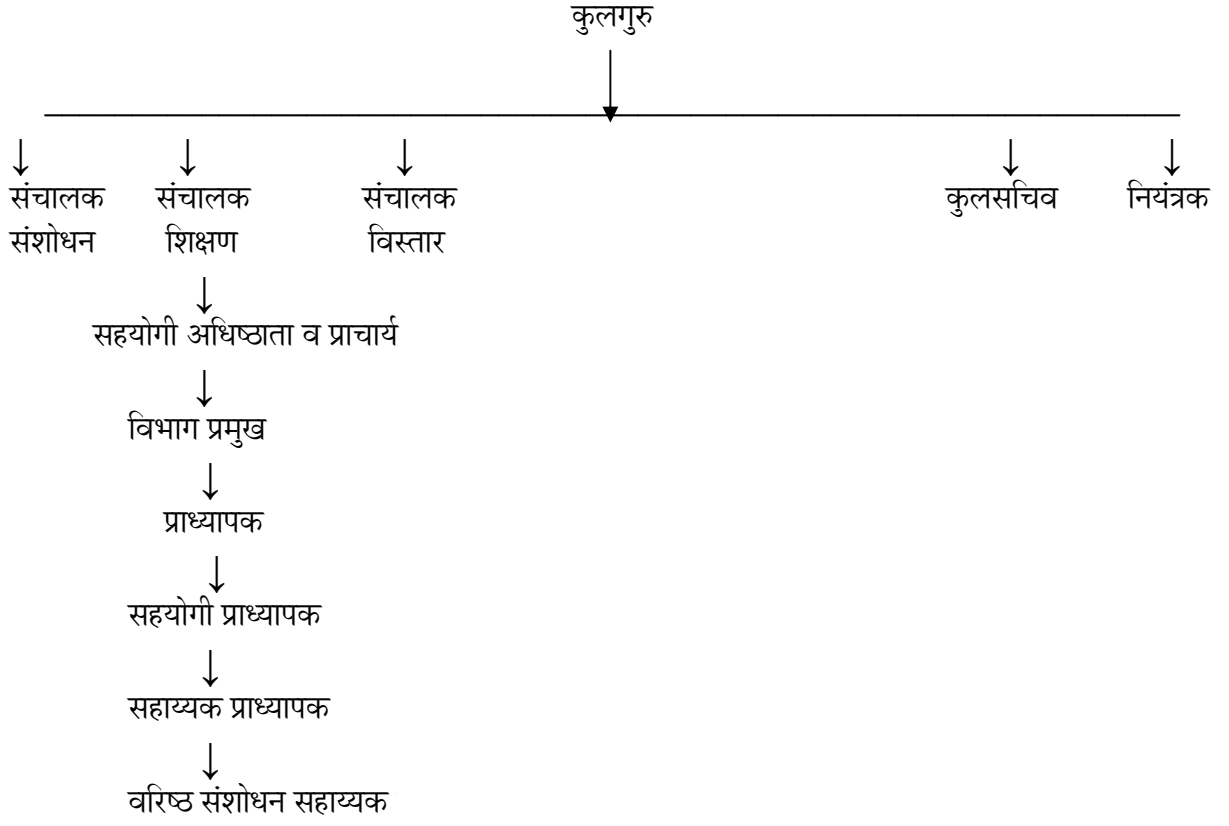 कुलगुरु
संचालक संचालक संचालक कुलसचिव नियंत्रक
संशोधन शिक्षण विस्तार
सहयोगी अधिष्ठाता व प्राचार्य
विभाग प्रमुख
प्राध्यापक
सहयोगी प्राध्यापक
सहाय्यक प्राध्यापक
वरिष्ठ संशोधन सहाय्यक